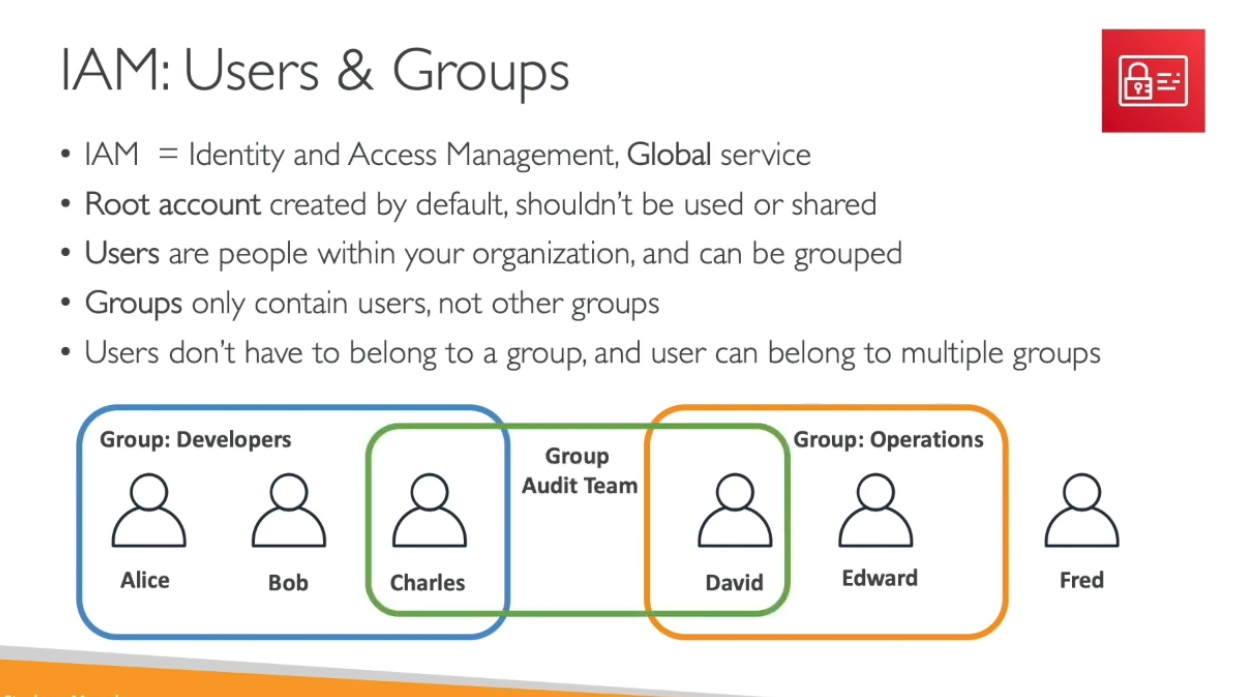 IAM: Users & Groups
• IAM = Identity and Access Management, Global service
• Root account created by default, shouldn't be used or shared
• Users are people within your organization, and can be grouped
• Groups only contain users, not other groups
• Users don't have to belong to a group, and user can belong to multiple groups
Group: Developers
Group
Audit Team
Group: Operations
Alice
Bob
Charles
David
Edward
Fred